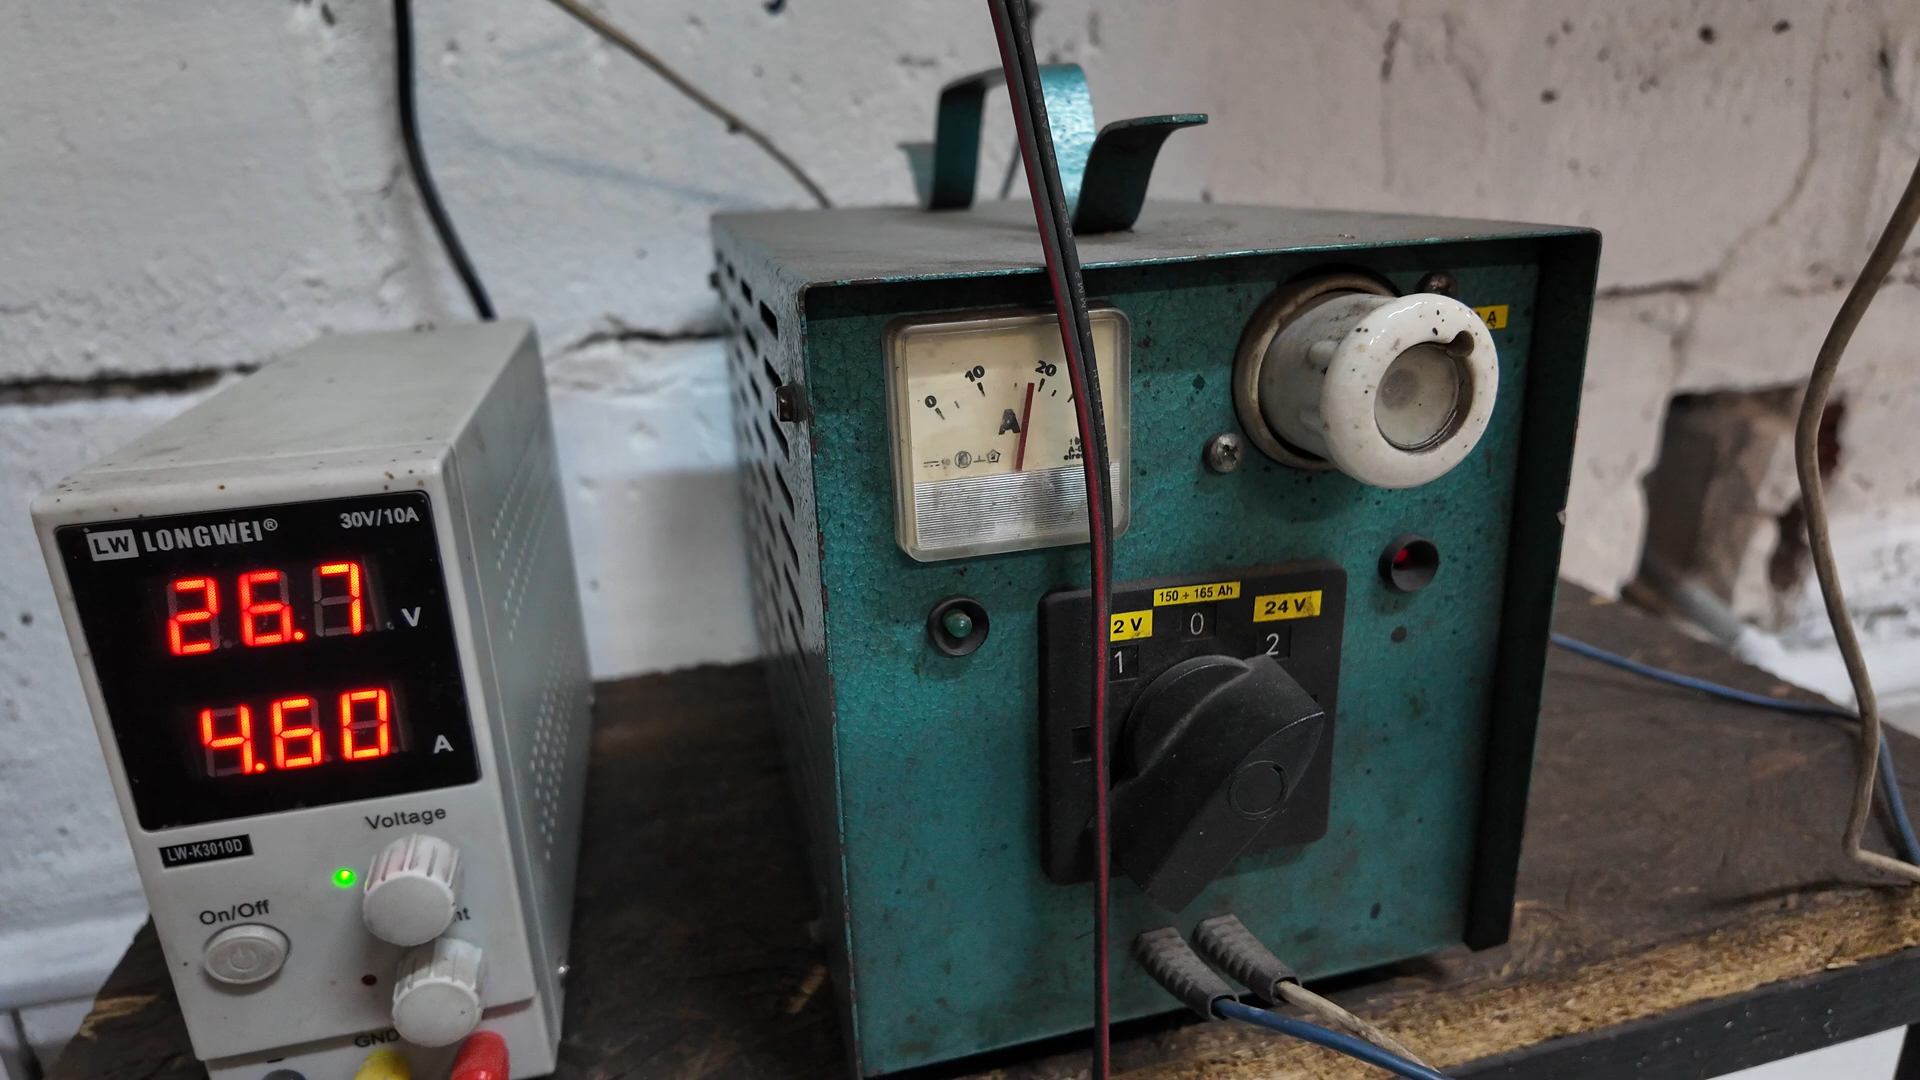 LW LONGWEI®
30V/10A
26.7 V
4.60 A
LW-K3010D
Voltage
On/Off
nt
GND
0 10 20
A
A
2 V
150 ÷ 165 Ah
24 V
1 0 2